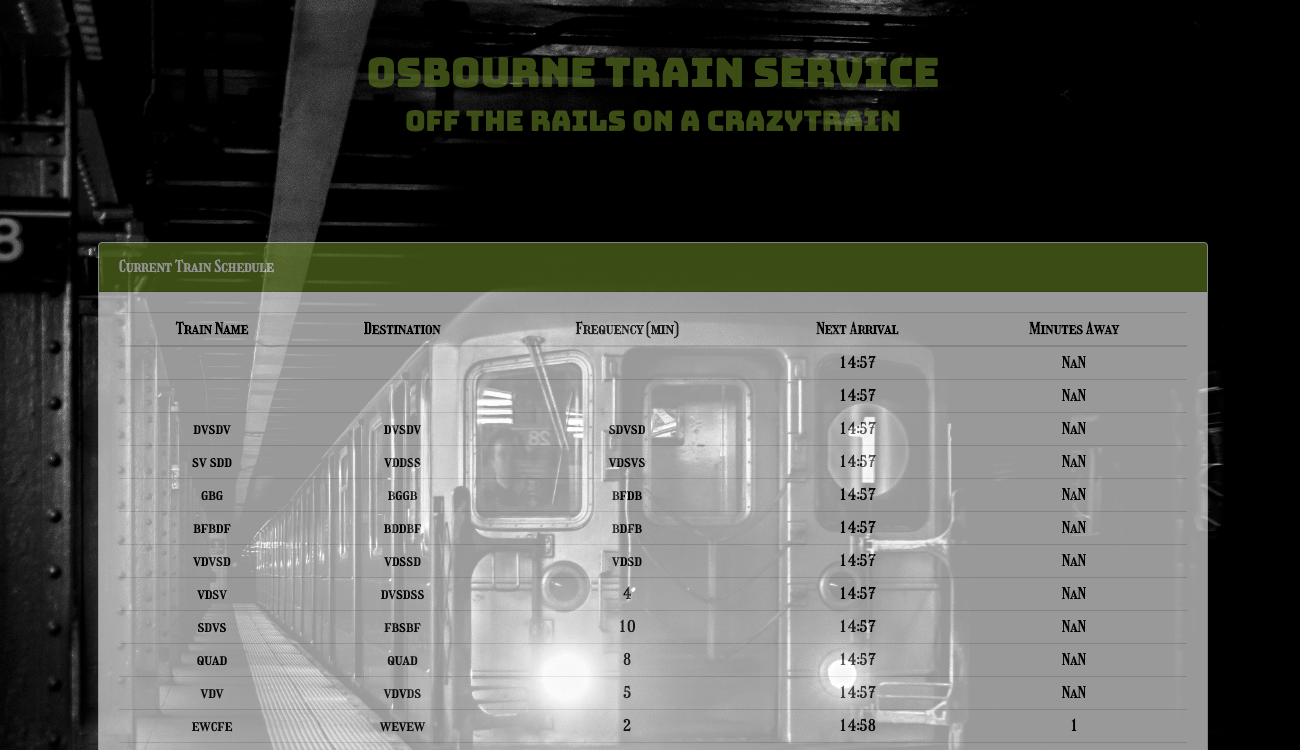 OSBOURNE TRAIN SERVICE
OFF THE RAILS ON A CRAZYTRAIN
8
Current Train Schedule
Train Name Destination Frequency (min) Next Arrival Minutes Away
14:57 NaN
14:57 NaN
dvsdv dvsdv sdvsd 14:57 NaN
sv sdd vddss vdsvs 14:57 NaN
gbg bggb bfdb 14:57 NaN
bfbdf bddbf bdfb 14:57 NaN
vdvsd vdssd vdsd 14:57 NaN
vdsv dvsdss 4 14:57 NaN
sdvs fbsbf 10 14:57 NaN
quad quad 8 14:57 NaN
vdv vdvds 5 14:57 NaN
ewcfe wevew 2 14:58 1
1